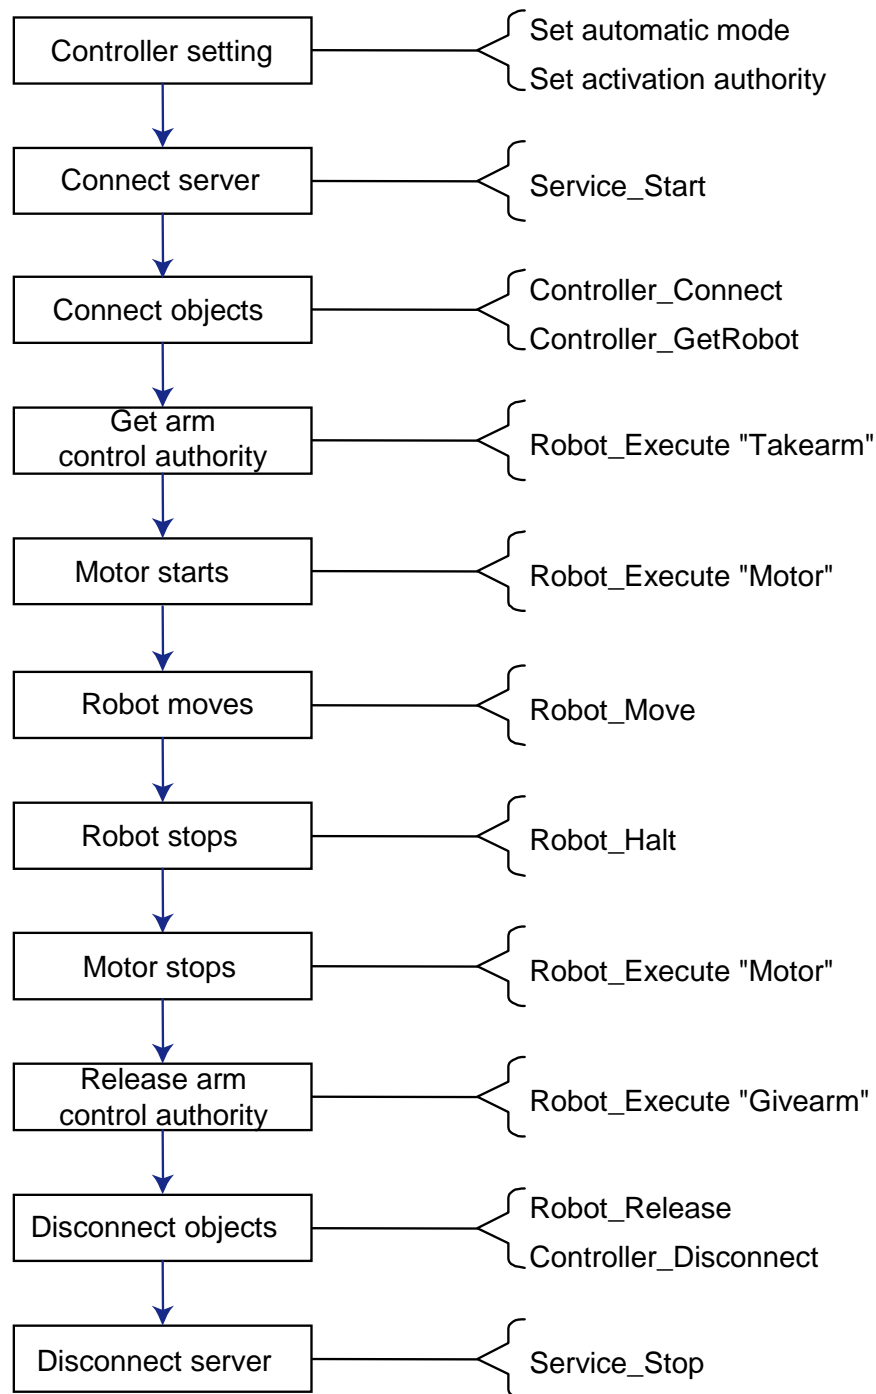 Controller setting
Set automatic mode
Set activation authority
Connect server
Service_Start
Connect objects
Controller_Connect
Controller_GetRobot
Get arm
control authority
Robot_Execute "Takearm"
Motor starts
Robot_Execute "Motor"
Robot moves
Robot_Move
Robot stops
Robot_Halt
Motor stops
Robot_Execute "Motor"
Release arm
control authority
Robot_Execute "Givearm"
Disconnect objects
Robot_Release
Controller_Disconnect
Disconnect server
Service_Stop